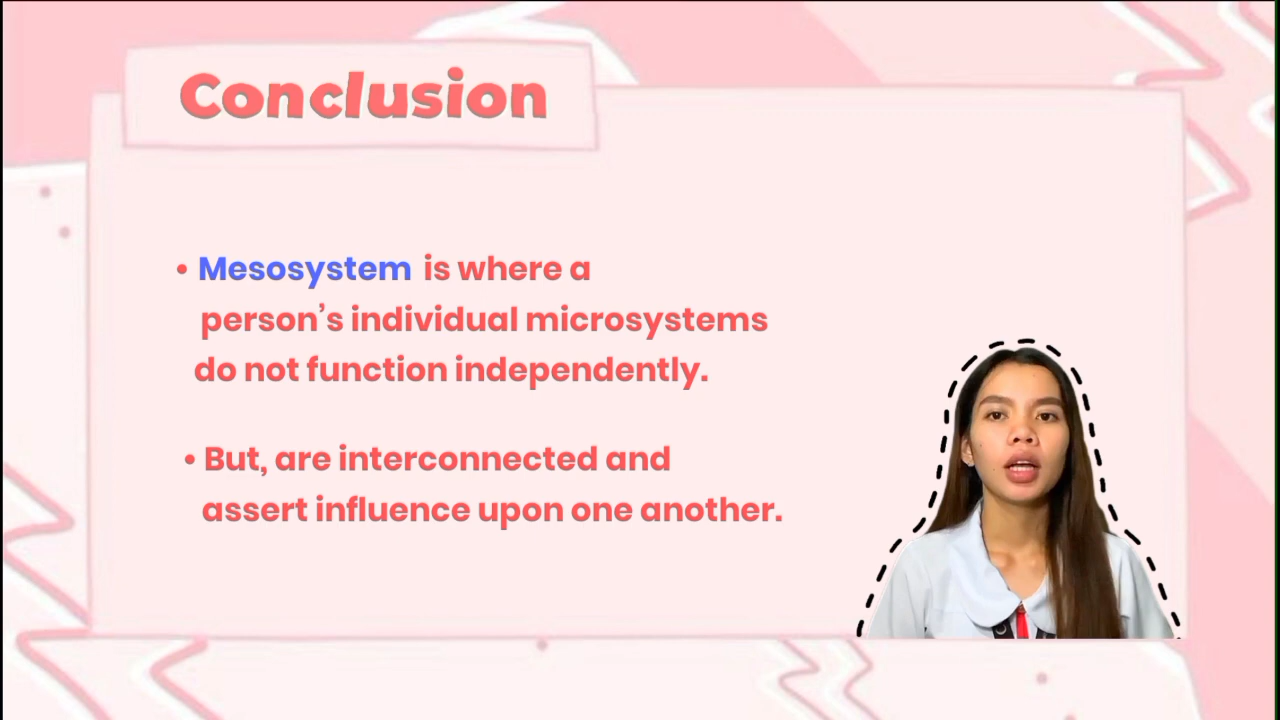 Conclusion
• Mesosystem is where a
person's individual microsystems
do not function independently.
• But, are interconnected and
assert influence upon one another.